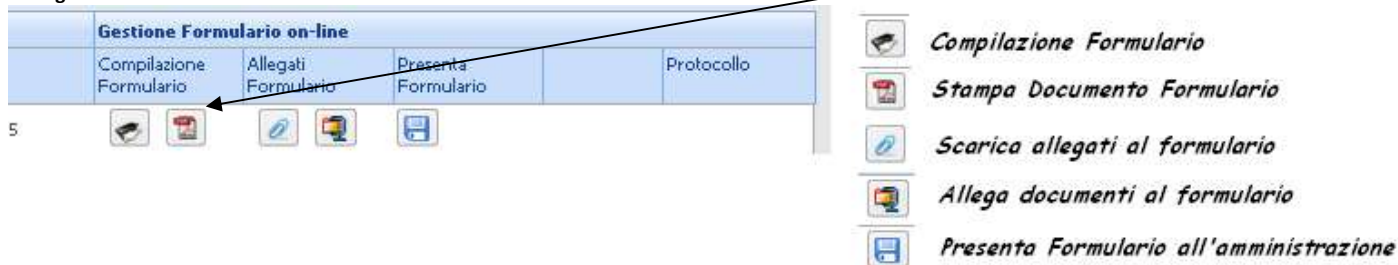 Gestione Formulario on-line
Compilazione Formulario
Allegati Formulario
Presenta Formulario
Protocollo
5
Compilazione Formulario
Stampa Documento Formulario
Scarica allegati al formulario
Allega documenti al formulario
Presenta Formulario all'amministrazione